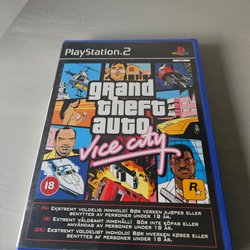 PlayStation 2
grand
theft
auto
Vice City
18
R
(N) EKSTREMT VOLDELIG INNHOLD! BØR VERKEN KJØPES ELLER
BENYTTES AV PERSONER UNDER 18 ÅR.
(S) EXTREMT VÅLDSAMT INNEHÅLL! BÖR INTE KÖPAS ELLER
ANVÄNDAS AV PERSONER UNDER 18 ÅR.
(DK) EKSTREMT VOLDELIGT INDHOLD! BØR HVERKEN KØBES ELLER
BENYTTES AF PERSONER UNDER 18 ÅR.